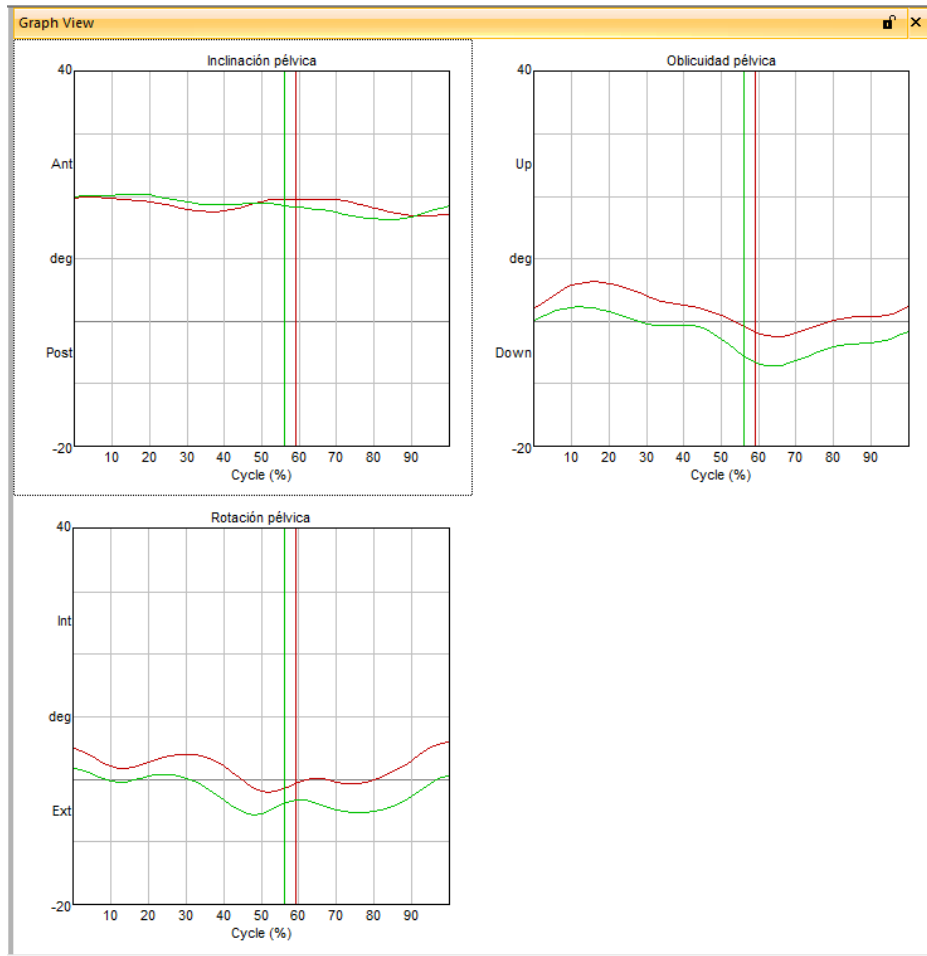 Graph View
Inclinación pélvica
40
Ant
deg
Post
-20
10 20 30 40 50 60 70 80 90
Cycle (%)
Oblicuidad pélvica
40
Up
deg
Down
-20
10 20 30 40 50 60 70 80 90
Cycle (%)
Rotación pélvica
40
Int
deg
Ext
-20
10 20 30 40 50 60 70 80 90
Cycle (%)